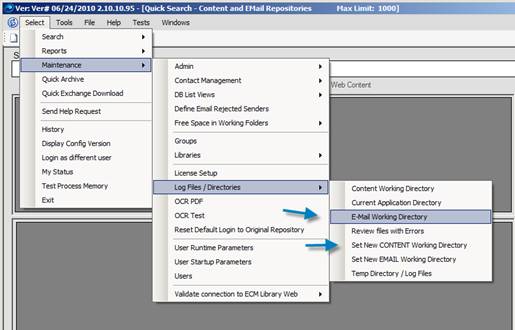 Ver: Ver# 06/24/2010 2.10.10.95 - [Quick Search - Content and EMail Repositories Max Limit: 1000]
Select Tools File Help Tests Windows
Search
Reports
Maintenance
Quick Archive
Quick Exchange Download
Send Help Request
History
Display Config Version
Login as different user
My Status
Test Process Memory
Exit
Web Content
Admin
Contact Management
DB List Views
Define Email Rejected Senders
Free Space in Working Folders
Groups
Libraries
License Setup
Log Files / Directories
OCR PDF
OCR Test
Reset Default Login to Original Repository
User Runtime Parameters
User Startup Parameters
Users
Validate connection to ECM Library Web
Content Working Directory
Current Application Directory
E-Mail Working Directory
Review files with Errors
Set New CONTENT Working Directory
Set New EMAIL Working Directory
Temp Directory / Log Files